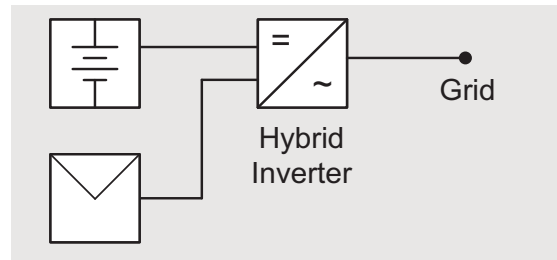 =
~
Grid
Hybrid
Inverter